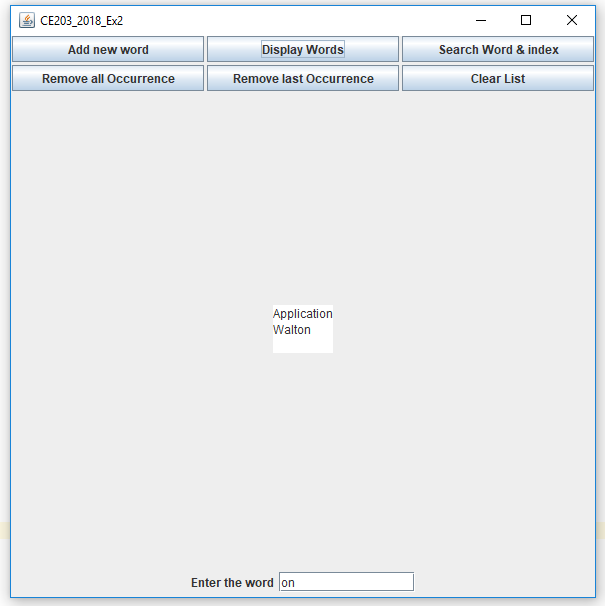 CE203_2018_Ex2
Add new word Display Words Search Word & index
Remove all Occurrence Remove last Occurrence Clear List
Application
Walton
Enter the word on